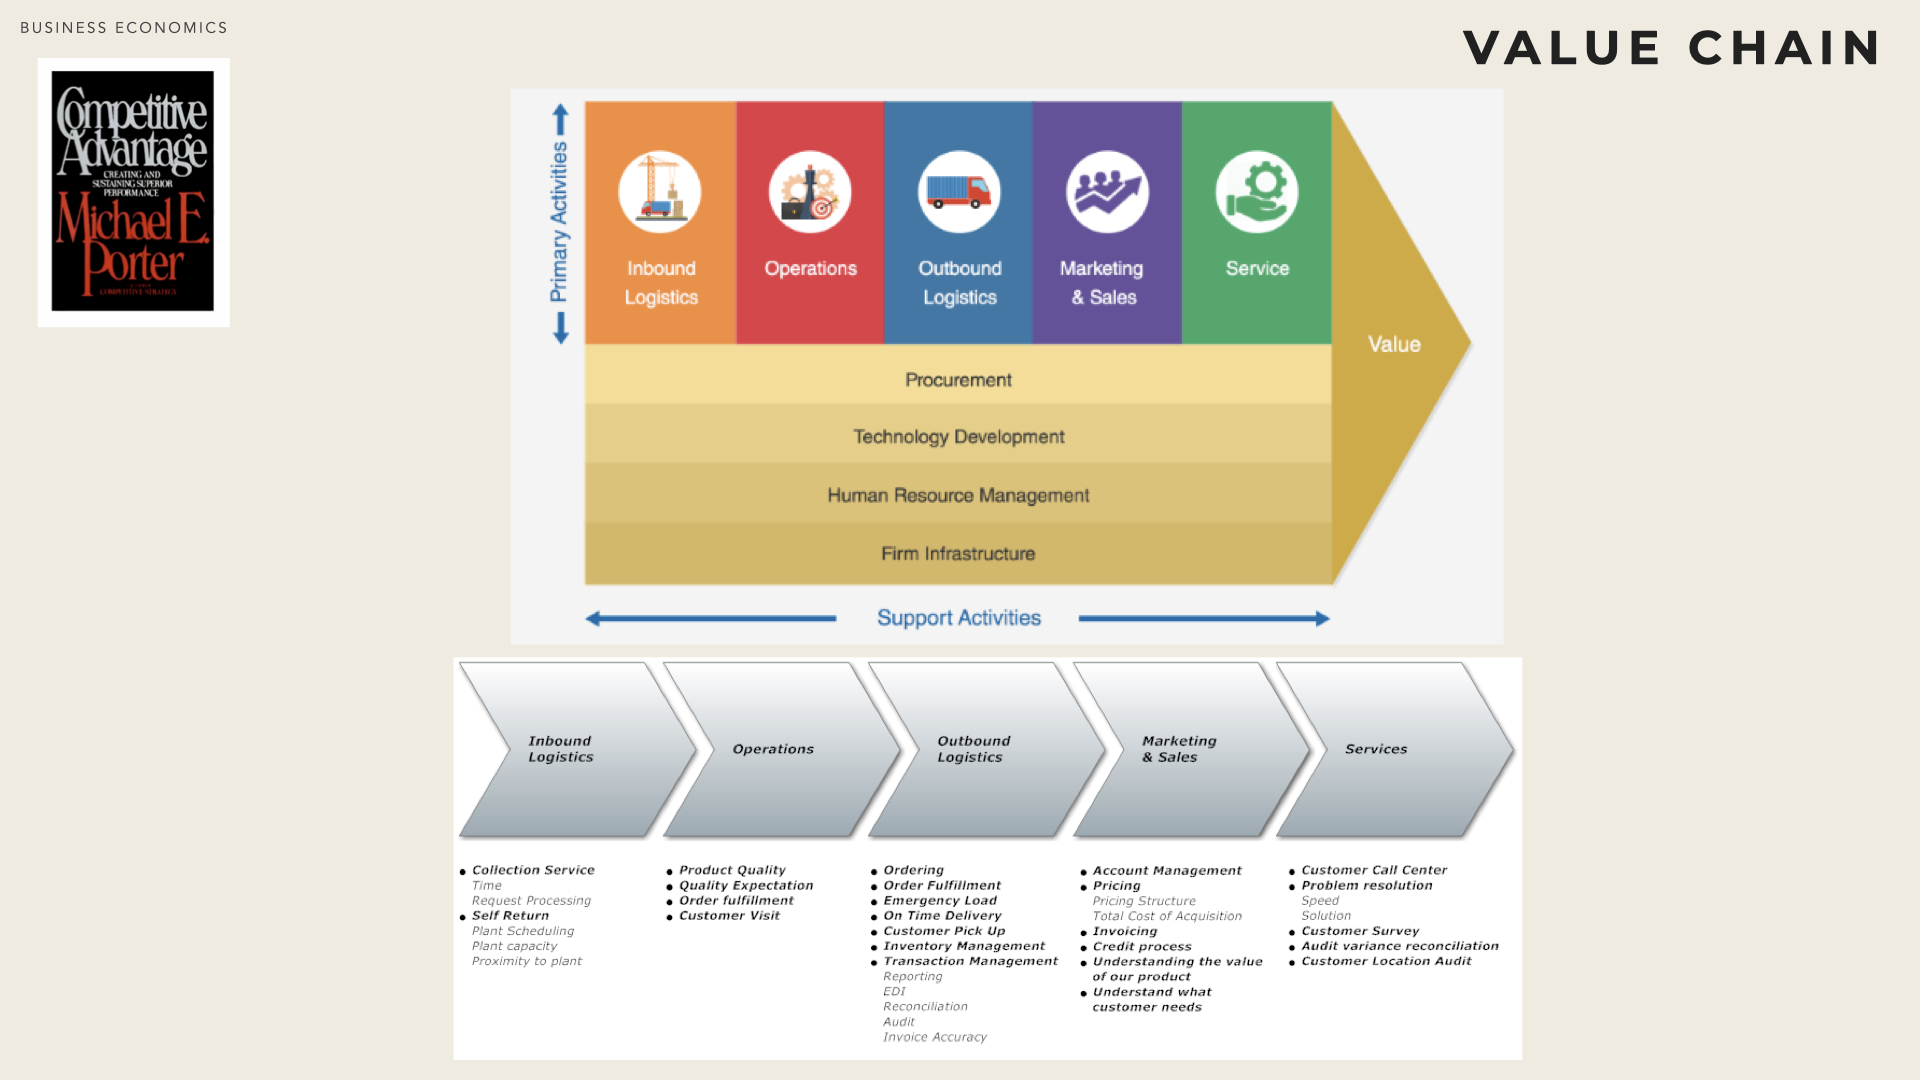 BUSINESS ECONOMICS
VALUE CHAIN
Competitive
Advantage
CREATING AND
SUSTAINING SUPERIOR
PERFORMANCE
Michael E.
Porter
COMPETITIVE STRATEGY
Primary Activities
Inbound
Logistics
Operations
Outbound
Logistics
Marketing
& Sales
Service
Value
Procurement
Technology Development
Human Resource Management
Firm Infrastructure
Support Activities
Inbound
Logistics
Operations
Outbound
Logistics
Marketing
& Sales
Services
• Collection Service
Time
Request Processing
• Self Return
Plant Scheduling
Plant capacity
Proximity to plant
• Product Quality
• Quality Expectation
• Order fulfillment
• Customer Visit
• Ordering
• Order Fulfillment
• Emergency Load
• On Time Delivery
• Customer Pick Up
• Inventory Management
• Transaction Management
Reporting
EDI
Reconciliation
Audit
Invoice Accuracy
• Account Management
• Pricing
Pricing Structure
Total Cost of Acquisition
• Invoicing
• Credit process
• Understanding the value
of our product
• Understand what
customer needs
• Customer Call Center
• Problem resolution
Speed
Solution
• Customer Survey
• Audit variance reconciliation
• Customer Location Audit